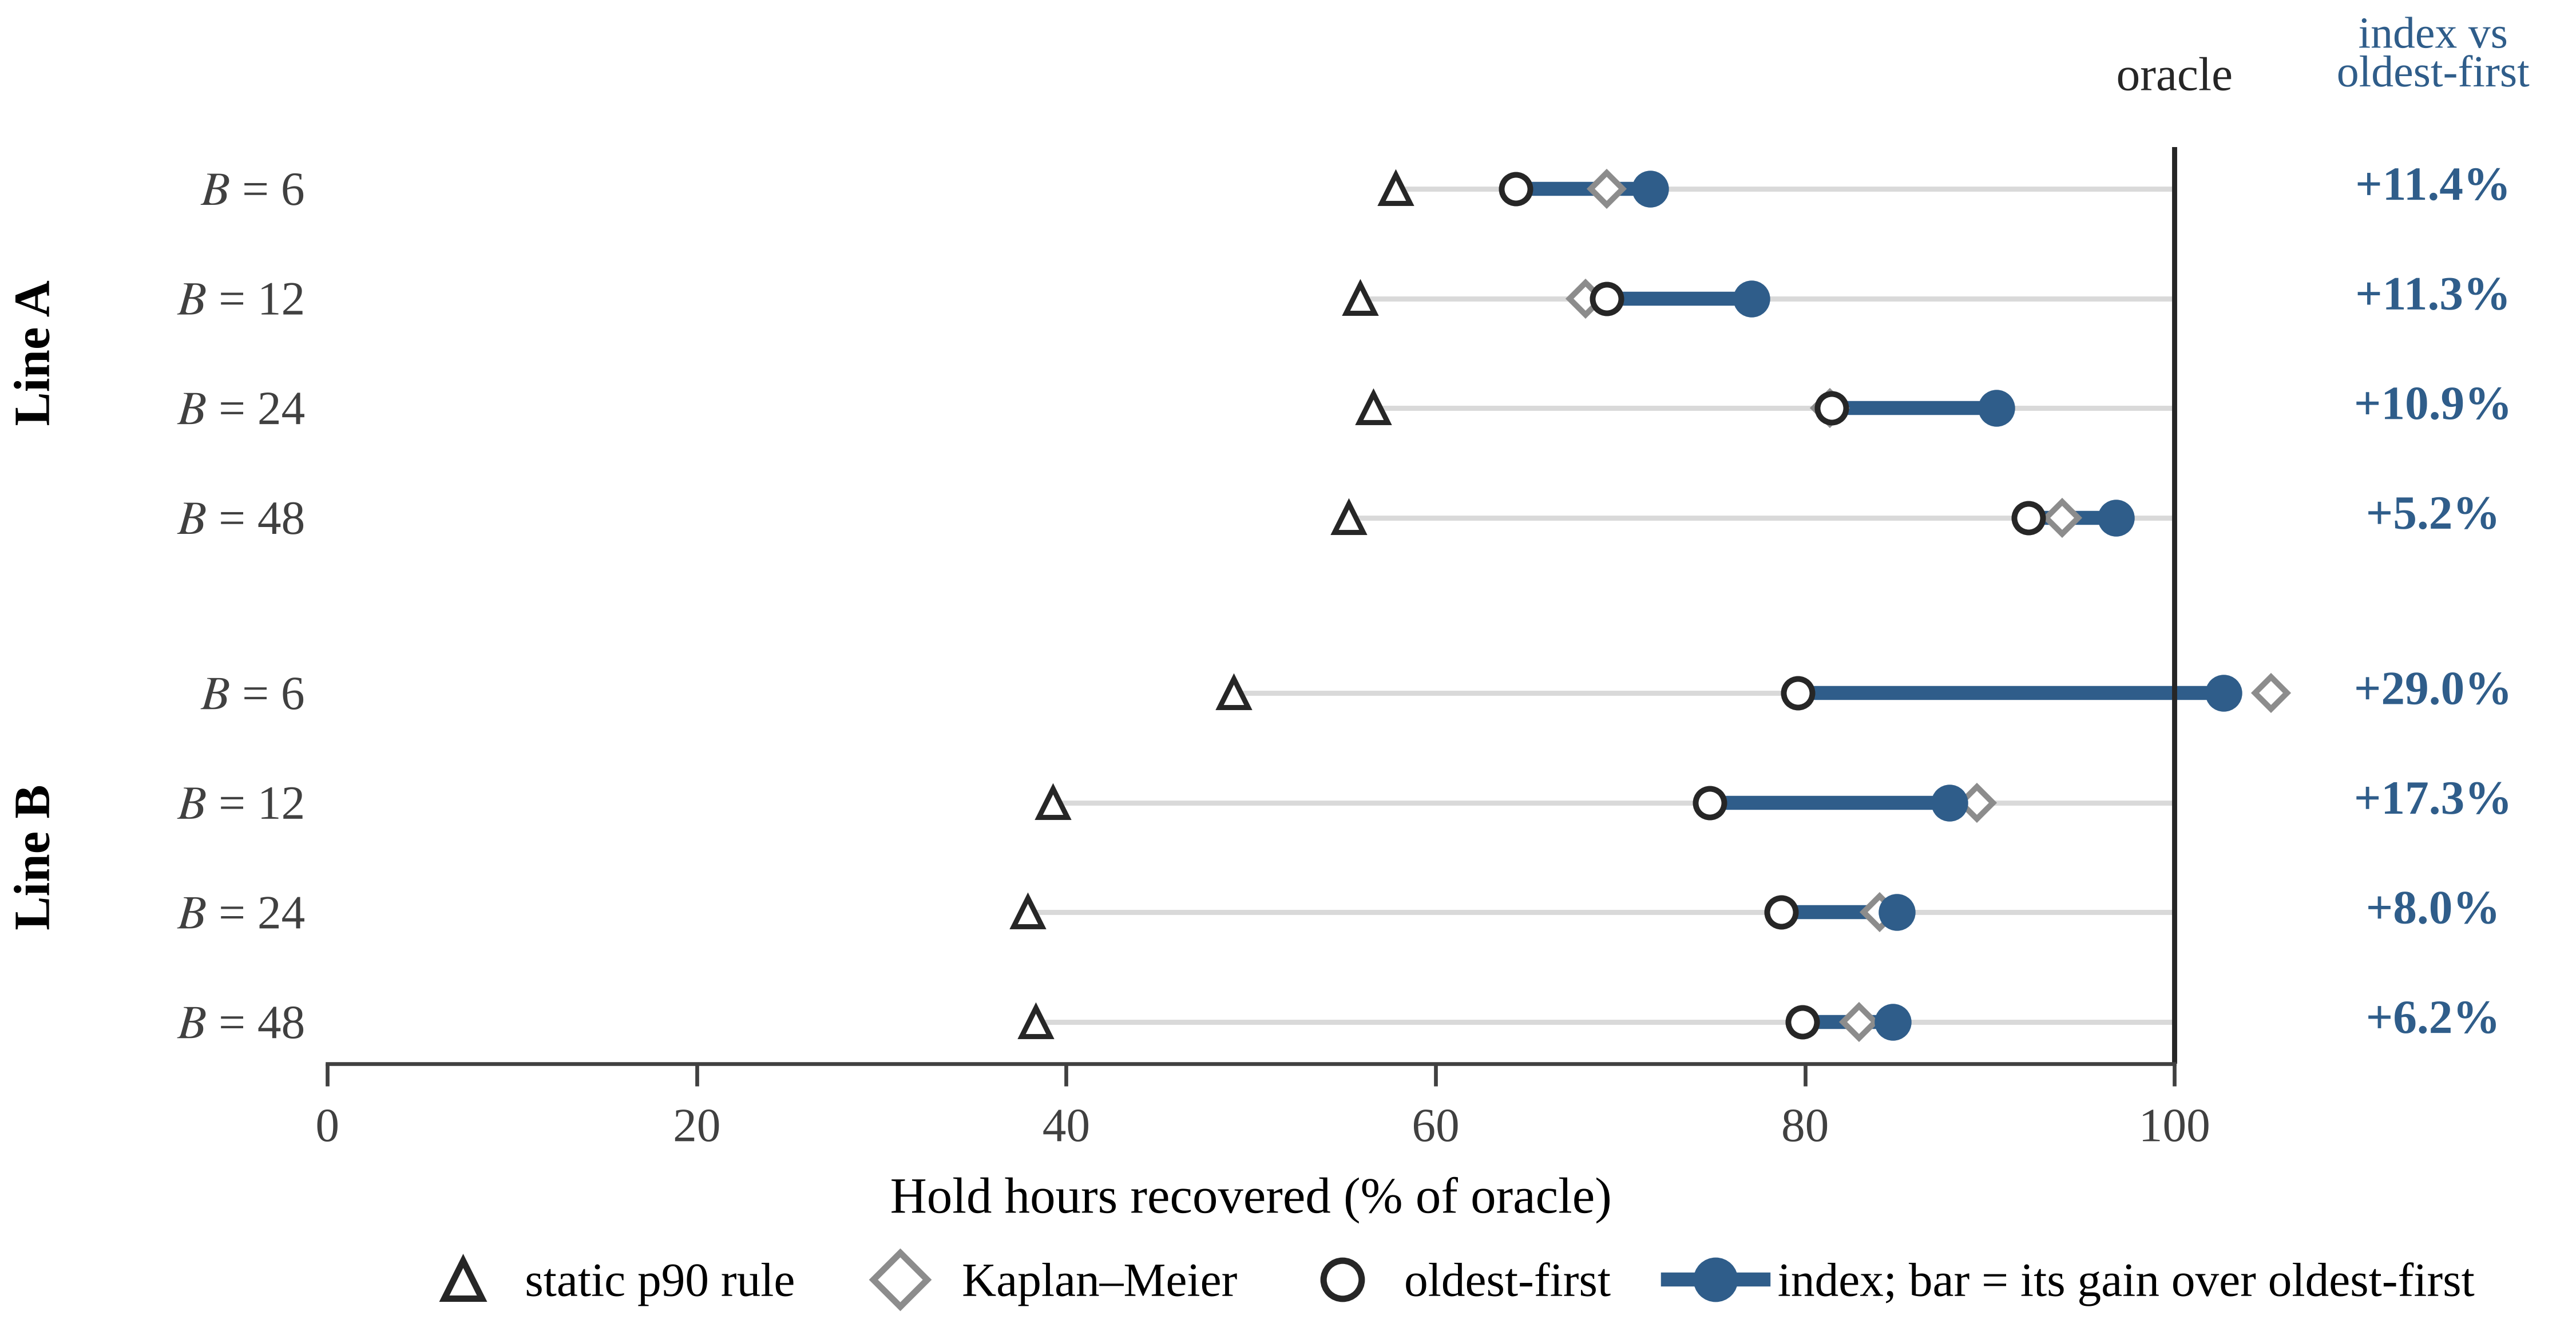 index vs
oldest-first
oracle
Line A
B = 6
+11.4%
B = 12
+11.3%
B = 24
+10.9%
B = 48
+5.2%
Line B
B = 6
+29.0%
B = 12
+17.3%
B = 24
+8.0%
B = 48
+6.2%
0 20 40 60 80 100
Hold hours recovered (% of oracle)
static p90 rule Kaplan–Meier oldest-first index; bar = its gain over oldest-first